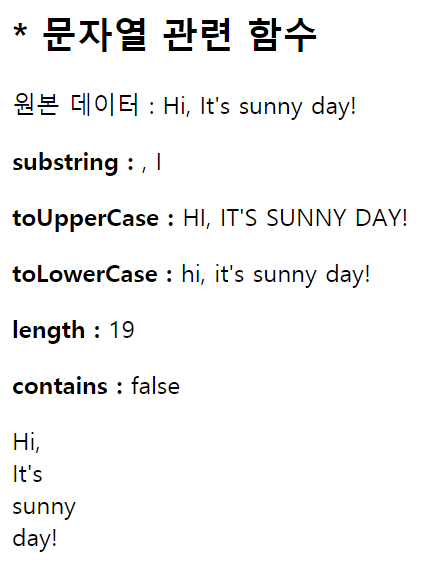 * 문자열 관련 함수
원본 데이터 : Hi, It's sunny day!
substring : , I
toUpperCase : HI, IT'S SUNNY DAY!
toLowerCase : hi, it's sunny day!
length : 19
contains : false
Hi,
It's
sunny
day!